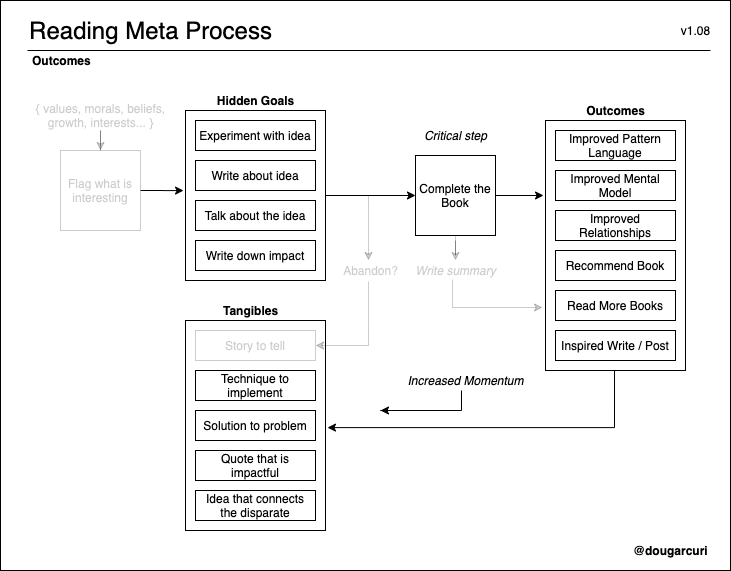 Reading Meta Process
v1.08
Outcomes
{ values, morals, beliefs,
growth, interests... }
Flag what is
interesting
Hidden Goals
Experiment with idea
Write about idea
Talk about the idea
Write down impact
Critical step
Complete the
Book
Abandon?
Write summary
Outcomes
Improved Pattern
Language
Improved Mental
Model
Improved
Relationships
Recommend Book
Read More Books
Inspired Write / Post
Tangibles
Story to tell
Technique to
implement
Solution to problem
Quote that is
impactful
Idea that connects
the disparate
Increased Momentum
@dougarcuri